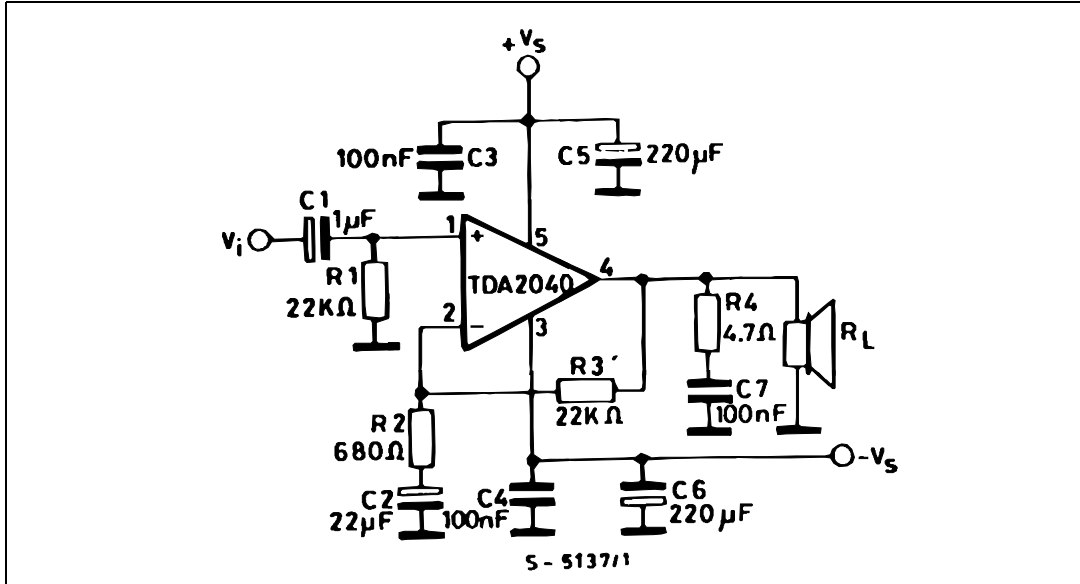 +Vs
100nF
C3
C5
220µF
C1
1µF
Vi
1
+
5
R1
TDA2040
4
22KΩ
2
−
3
R4
4.7Ω
RL
R3
22KΩ
C7
100nF
R2
680Ω
-Vs
C2
22µF
C4
100nF
C6
220µF
S-5137/1